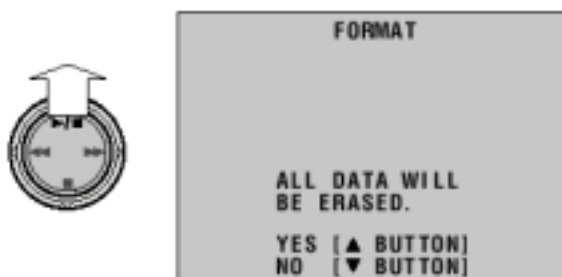 FORMAT
ALL DATA WILL
BE ERASED.
YES [▲ BUTTON]
NO [▼ BUTTON]